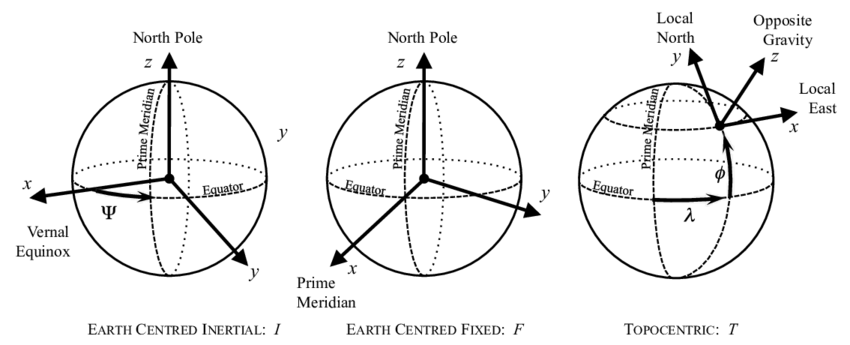 North Pole
z
Prime Meridian
y
Equator
x
Ψ
Vernal
Equinox
y
EARTH CENTRED INERTIAL: I
North Pole
z
Prime Meridian
Equator
y
x
Prime
Meridian
EARTH CENTRED FIXED: F
Local
North
y
Opposite
Gravity
z
Local
East
x
Prime Meridian
ϕ
Equator
λ
TOPOCENTRIC: T